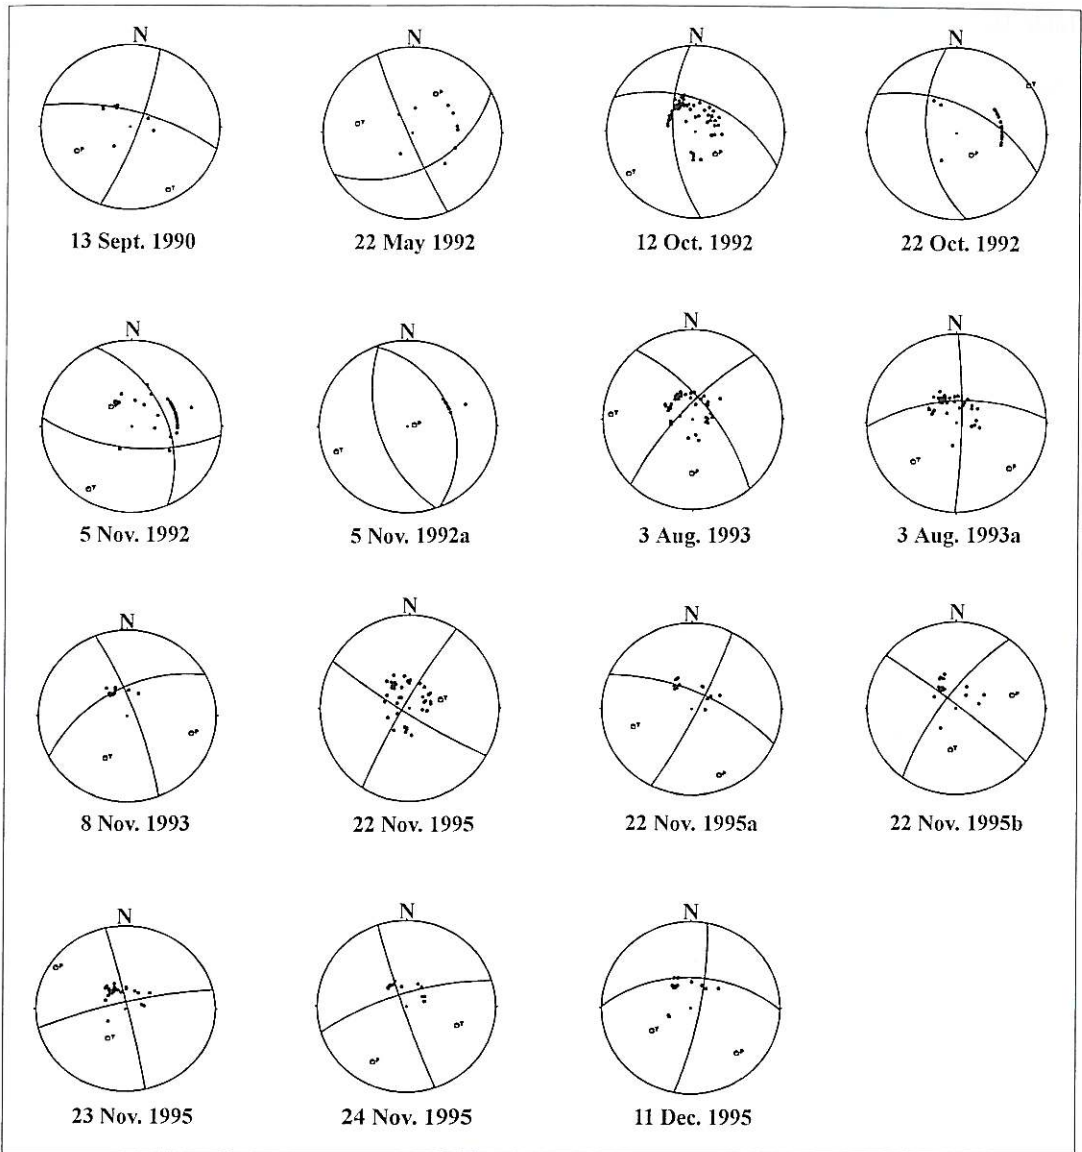 N
P
T
13 Sept. 1990
N
P
T
22 May 1992
N
P
T
12 Oct. 1992
N
T
P
22 Oct. 1992
N
P
T
5 Nov. 1992
N
P
T
5 Nov. 1992a
N
T
P
3 Aug. 1993
N
T
P
3 Aug. 1993a
N
P
T
8 Nov. 1993
N
T
22 Nov. 1995
N
T
P
22 Nov. 1995a
N
P
T
22 Nov. 1995b
N
P
T
23 Nov. 1995
N
T
P
24 Nov. 1995
N
T
P
11 Dec. 1995